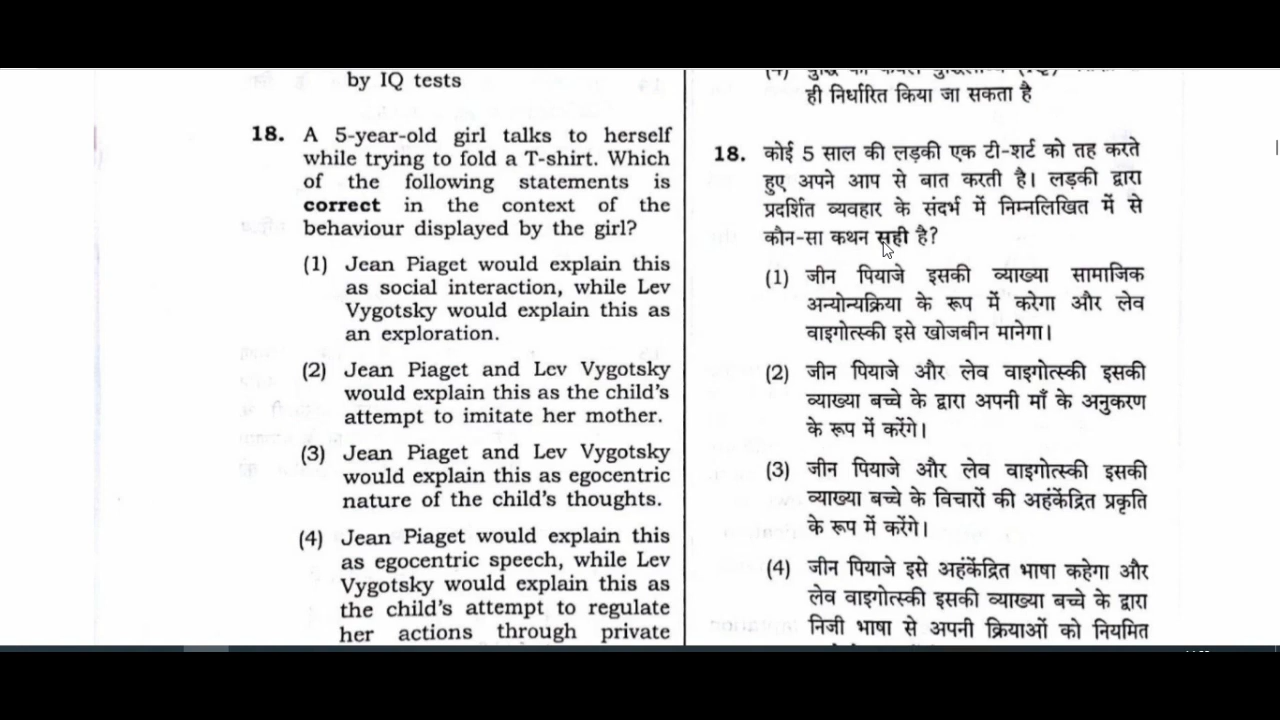 by IQ tests
18. A 5-year-old girl talks to herself
while trying to fold a T-shirt. Which
of the following statements is
correct in the context of the
behaviour displayed by the girl?
(1) Jean Piaget would explain this
as social interaction, while Lev
Vygotsky would explain this as
an exploration.
(2) Jean Piaget and Lev Vygotsky
would explain this as the child's
attempt to imitate her mother.
(3) Jean Piaget and Lev Vygotsky
would explain this as egocentric
nature of the child's thoughts.
(4) Jean Piaget would explain this
as egocentric speech, while Lev
Vygotsky would explain this as
the child's attempt to regulate
her actions through private
ही निर्धारित किया जा सकता है
18. कोई 5 साल की लड़की एक टी-शर्ट को तह करते
हुए अपने आप से बात करती है। लड़की द्वारा
प्रदर्शित व्यवहार के संदर्भ में निम्नलिखित में से
कौन-सा कथन सही है?
(1) जीन पियाजे इसकी व्याख्या सामाजिक
अन्योन्यक्रिया के रूप में करेगा और लेव
वाइगोत्स्की इसे खोजबीन मानेगा।
(2) जीन पियाजे और लेव वाइगोत्स्की इसकी
व्याख्या बच्चे के द्वारा अपनी माँ के अनुकरण
के रूप में करेंगे।
(3) जीन पियाजे और लेव वाइगोत्स्की इसकी
व्याख्या बच्चे के विचारों की अहंकेंद्रित प्रकृति
के रूप में करेंगे।
(4) जीन पियाजे इसे अहंकेंद्रित भाषा कहेगा और
लेव वाइगोत्स्की इसकी व्याख्या बच्चे के द्वारा
निजी भाषा से अपनी क्रियाओं को नियमित